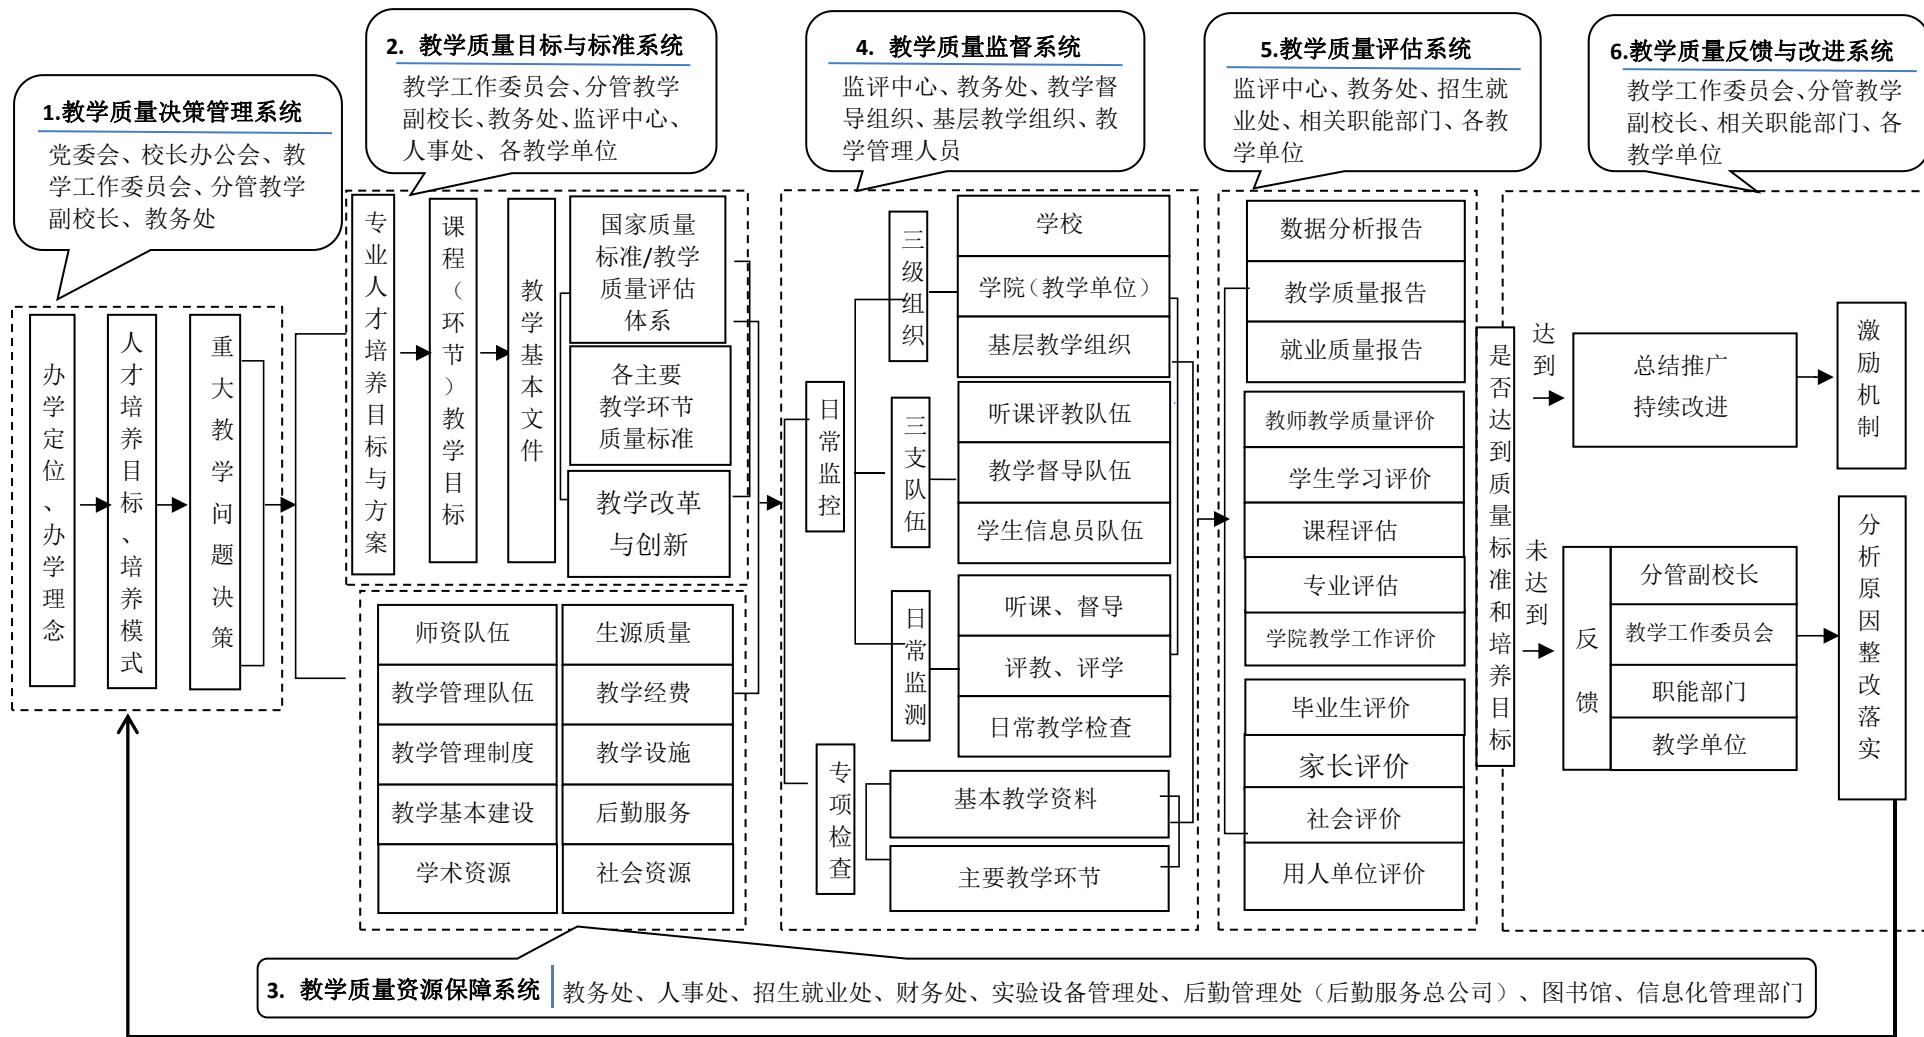 1.教学质量决策管理系统
党委会、校长办公会、教
学工作委员会、分管教学
副校长、教务处
办学定位、办学理念
人才培养目标、培养模式
重大教学问题决策
2. 教学质量目标与标准系统
教学工作委员会、分管教学
副校长、教务处、监评中心、
人事处、各教学单位
专业人才培养目标与方案
课程（环节）教学目标
教学基本文件
国家质量
标准/教学
质量评估
体系
各主要
教学环节
质量标准
教学改革
与创新
师资队伍
生源质量
教学管理队伍
教学经费
教学管理制度
教学设施
教学基本建设
后勤服务
学术资源
社会资源
3. 教学质量资源保障系统
教务处、人事处、招生就业处、财务处、实验设备管理处、后勤管理处（后勤服务总公司）、图书馆、信息化管理部门
4. 教学质量监督系统
监评中心、教务处、教学督
导组织、基层教学组织、教
学管理人员
日常监控
三级组织
学校
学院（教学单位）
基层教学组织
三支队伍
听课评教队伍
教学督导队伍
学生信息员队伍
日常监测
听课、督导
评教、评学
日常教学检查
专项检查
基本教学资料
主要教学环节
5.教学质量评估系统
监评中心、教务处、招生就
业处、相关职能部门、各教
学单位
数据分析报告
教学质量报告
就业质量报告
教师教学质量评价
学生学习评价
课程评估
专业评估
学院教学工作评价
毕业生评价
家长评价
社会评价
用人单位评价
是否达到质量标准和培养目标
6.教学质量反馈与改进系统
教学工作委员会、分管教学
副校长、相关职能部门、各
教学单位
达到
总结推广
持续改进
激励机制
未达到
反馈
分管副校长
教学工作委员会
职能部门
教学单位
分析原因整改落实